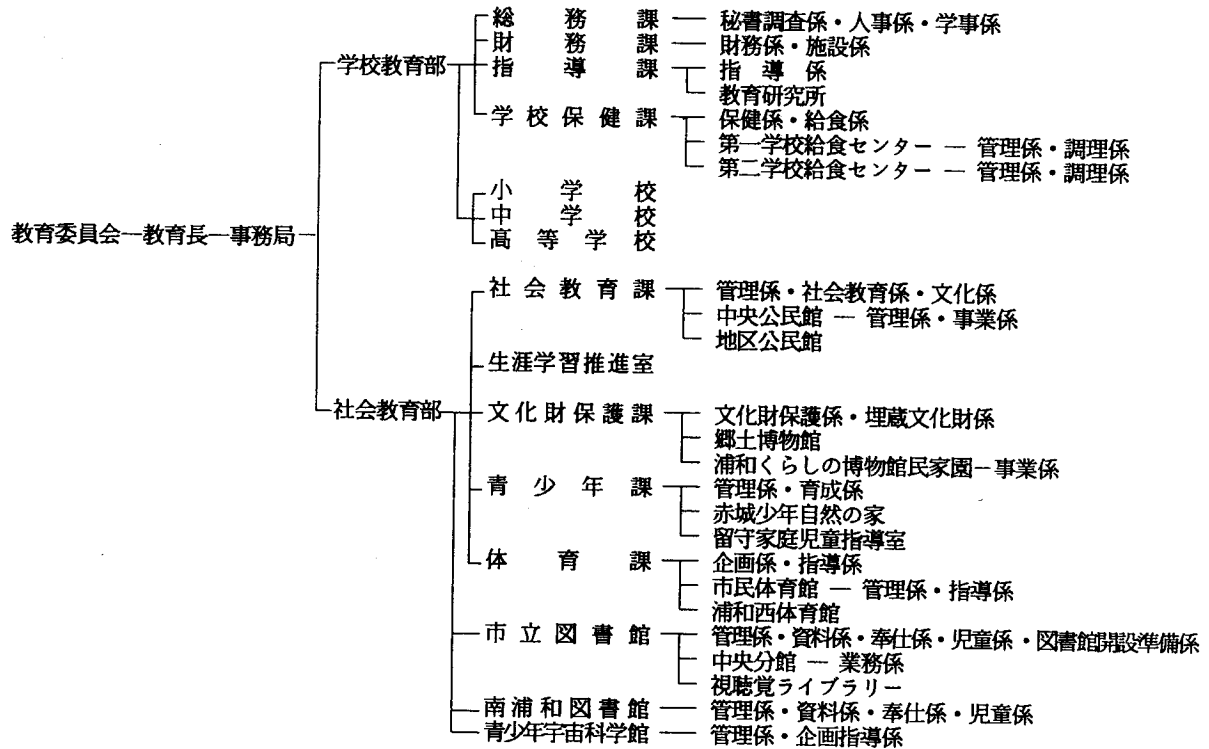 総務課 秘書調査係・人事係・学事係
財務課 財務係・施設係
学校教育部 指導課 指導係
教育研究所
学校保健課 保健係・給食係
第一学校給食センター ― 管理係・調理係
第二学校給食センター ― 管理係・調理係
小学校
中学校
教育委員会―教育長―事務局
高等学校
社会教育課 管理係・社会教育係・文化係
中央公民館 ― 管理係・事業係
地区公民館
生涯学習推進室
社会教育部 文化財保護課 文化財保護係・埋蔵文化財係
郷土博物館
浦和くらしの博物館民家園―事業係
青少年課 管理係・育成係
赤城少年自然の家
留守家庭児童指導室
体育課 企画係・指導係
市民体育館 ― 管理係・指導係
浦和西体育館
市立図書館 管理係・資料係・奉仕係・児童係・図書館開設準備係
中央分館 ― 業務係
視聴覚ライブラリー
南浦和図書館 管理係・資料係・奉仕係・児童係
青少年宇宙科学館 管理係・企画指導係